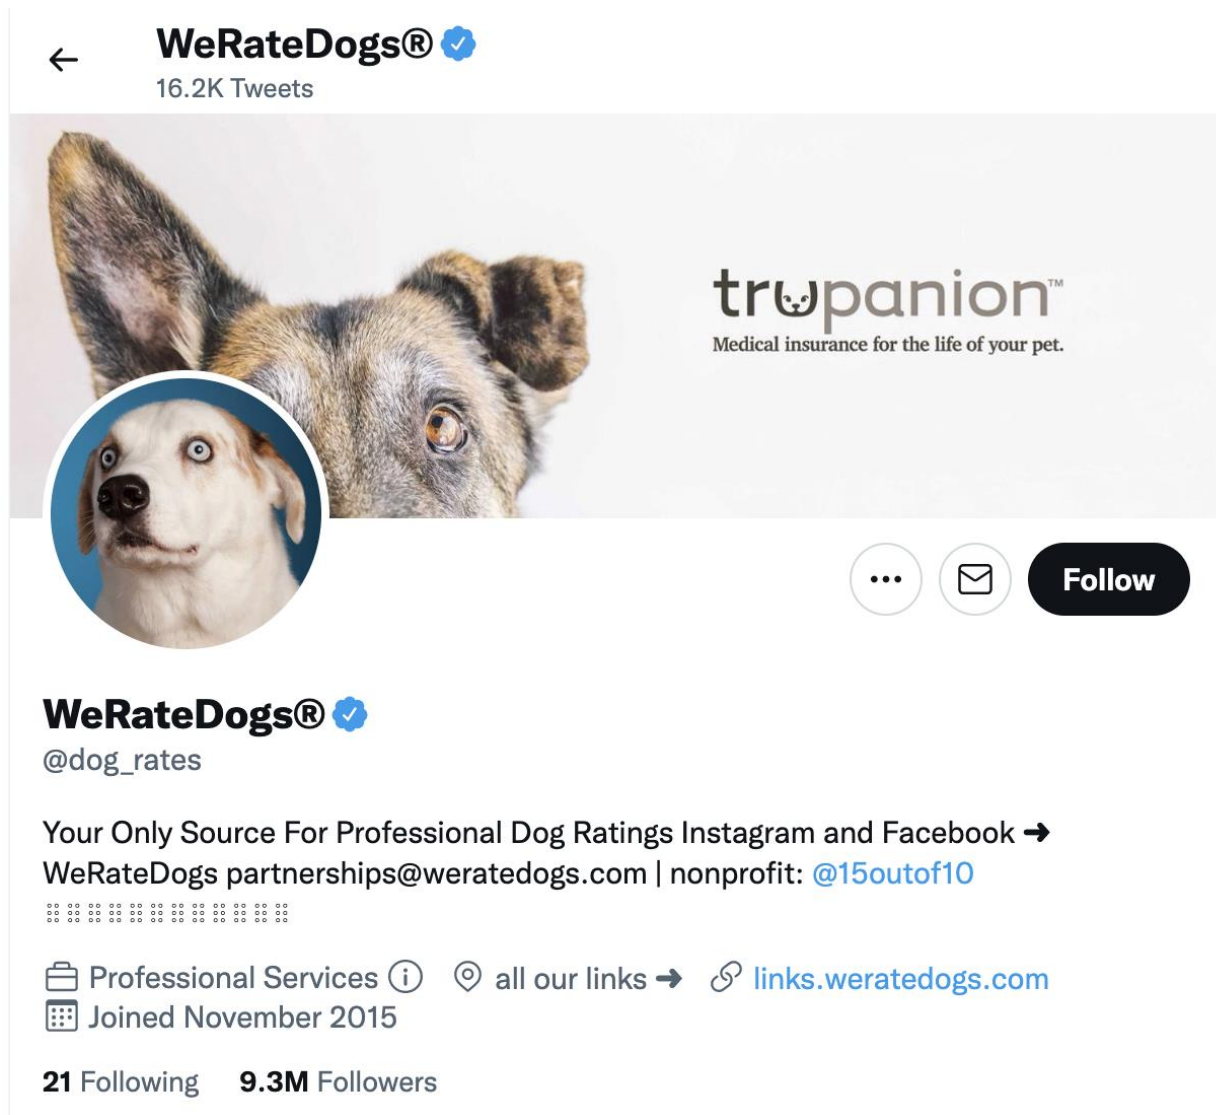 WeRateDogs®
16.2K Tweets
trupanion™
Medical insurance for the life of your pet.
Follow
WeRateDogs®
@dog_rates
Your Only Source For Professional Dog Ratings Instagram and Facebook ➜
WeRateDogs partnerships@weratedogs.com | nonprofit: @15outof10
⠿ ⠿ ⠿ ⠿ ⠿ ⠿ ⠿ ⠿ ⠿ ⠿ ⠿ ⠿
Professional Services all our links ➜ links.weratedogs.com
Joined November 2015
21 Following 9.3M Followers